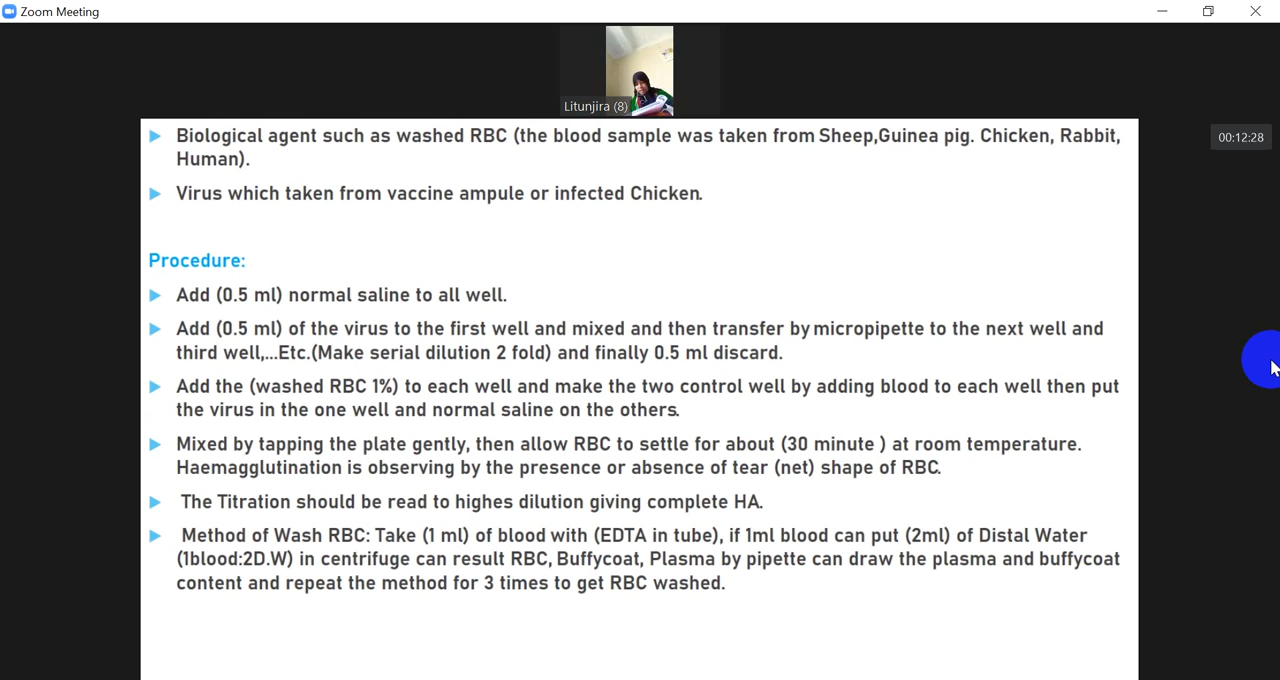 Zoom Meeting
Litunjira (8)
00:12:28
Biological agent such as washed RBC (the blood sample was taken from Sheep,Guinea pig. Chicken, Rabbit,
Human).
Virus which taken from vaccine ampule or infected Chicken.
Procedure:
Add (0.5 ml) normal saline to all well.
Add (0.5 ml) of the virus to the first well and mixed and then transfer by micropipette to the next well and
third well,...Etc.(Make serial dilution 2 fold) and finally 0.5 ml discard.
Add the (washed RBC 1%) to each well and make the two control well by adding blood to each well then put
the virus in the one well and normal saline on the others.
Mixed by tapping the plate gently, then allow RBC to settle for about (30 minute ) at room temperature.
Haemagglutination is observing by the presence or absence of tear (net) shape of RBC.
The Titration should be read to highes dilution giving complete HA.
Method of Wash RBC: Take (1 ml) of blood with (EDTA in tube), if 1ml blood can put (2ml) of Distal Water
(1blood:2D.W) in centrifuge can result RBC, Buffycoat, Plasma by pipette can draw the plasma and buffycoat
content and repeat the method for 3 times to get RBC washed.